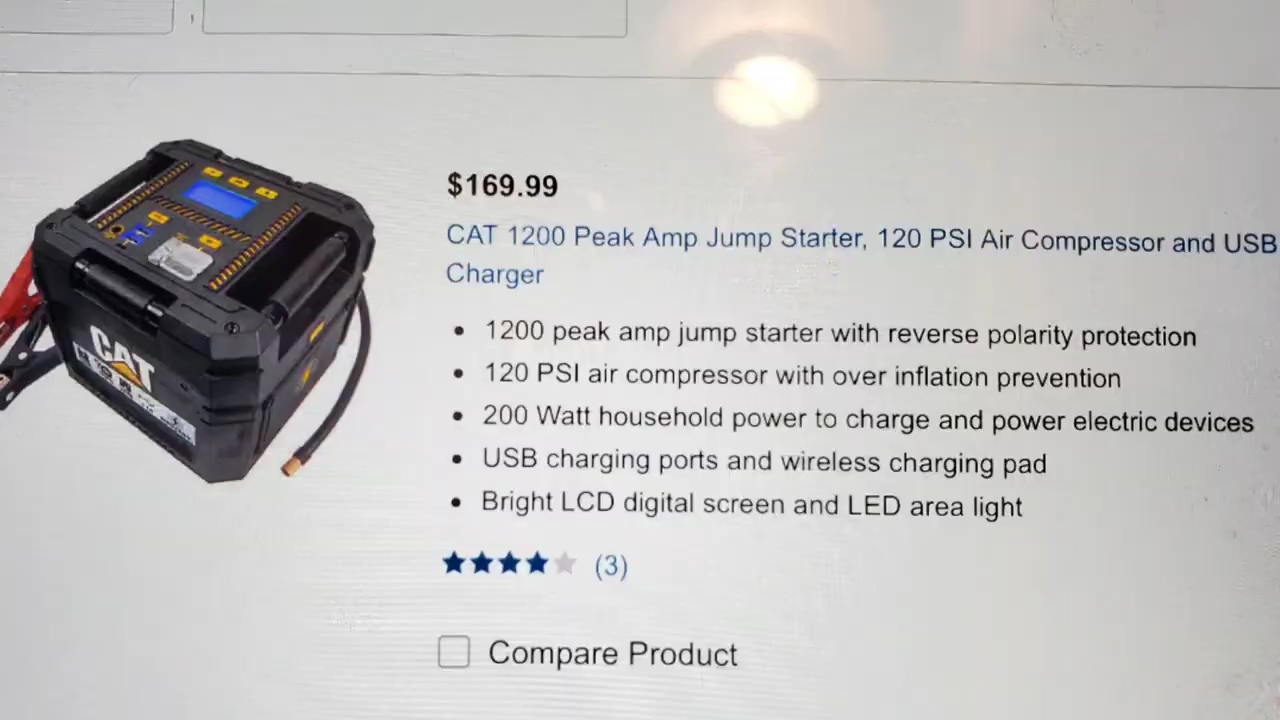 $169.99
CAT 1200 Peak Amp Jump Starter, 120 PSI Air Compressor and USB
Charger
• 1200 peak amp jump starter with reverse polarity protection
• 120 PSI air compressor with over inflation prevention
• 200 Watt household power to charge and power electric devices
• USB charging ports and wireless charging pad
• Bright LCD digital screen and LED area light
(3)
Compare Product
CAT